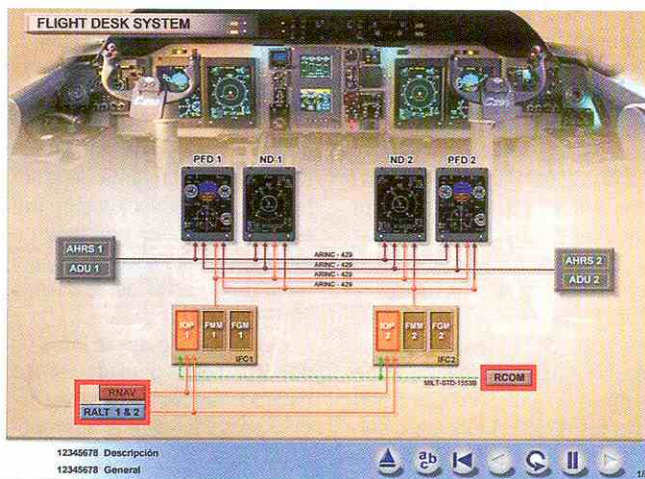 FLIGHT DESK SYSTEM
PFD 1 ND 1 ND 2 PFD 2
AHRS 1
ADU 1
ARINC - 429
ARINC - 429
ARINC - 429
ARINC - 429
AHRS 2
ADU 2
IOP 1 FMM 1 FGM 1
IFC1
IOP 2 FMM 2 FGM 2
IFC2
MILT-STD-1553B
RCOM
RNAV
RALT 1 & 2
12345678 Descripción
12345678 General
abc
1/